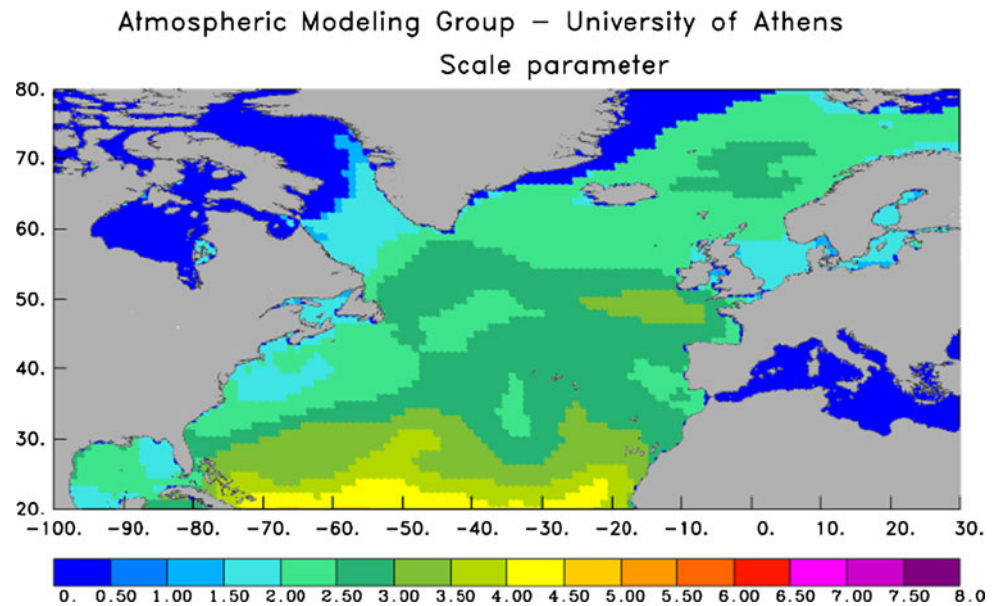 Atmospheric Modeling Group – University of Athens
Scale parameter
80.
70.
60.
50.
40.
30.
20.
-100. -90. -80. -70. -60. -50. -40. -30. -20. -10. 0. 10. 20. 30.
0. 0.50 1.00 1.50 2.00 2.50 3.00 3.50 4.00 4.50 5.00 5.50 6.00 6.50 7.00 7.50 8.0